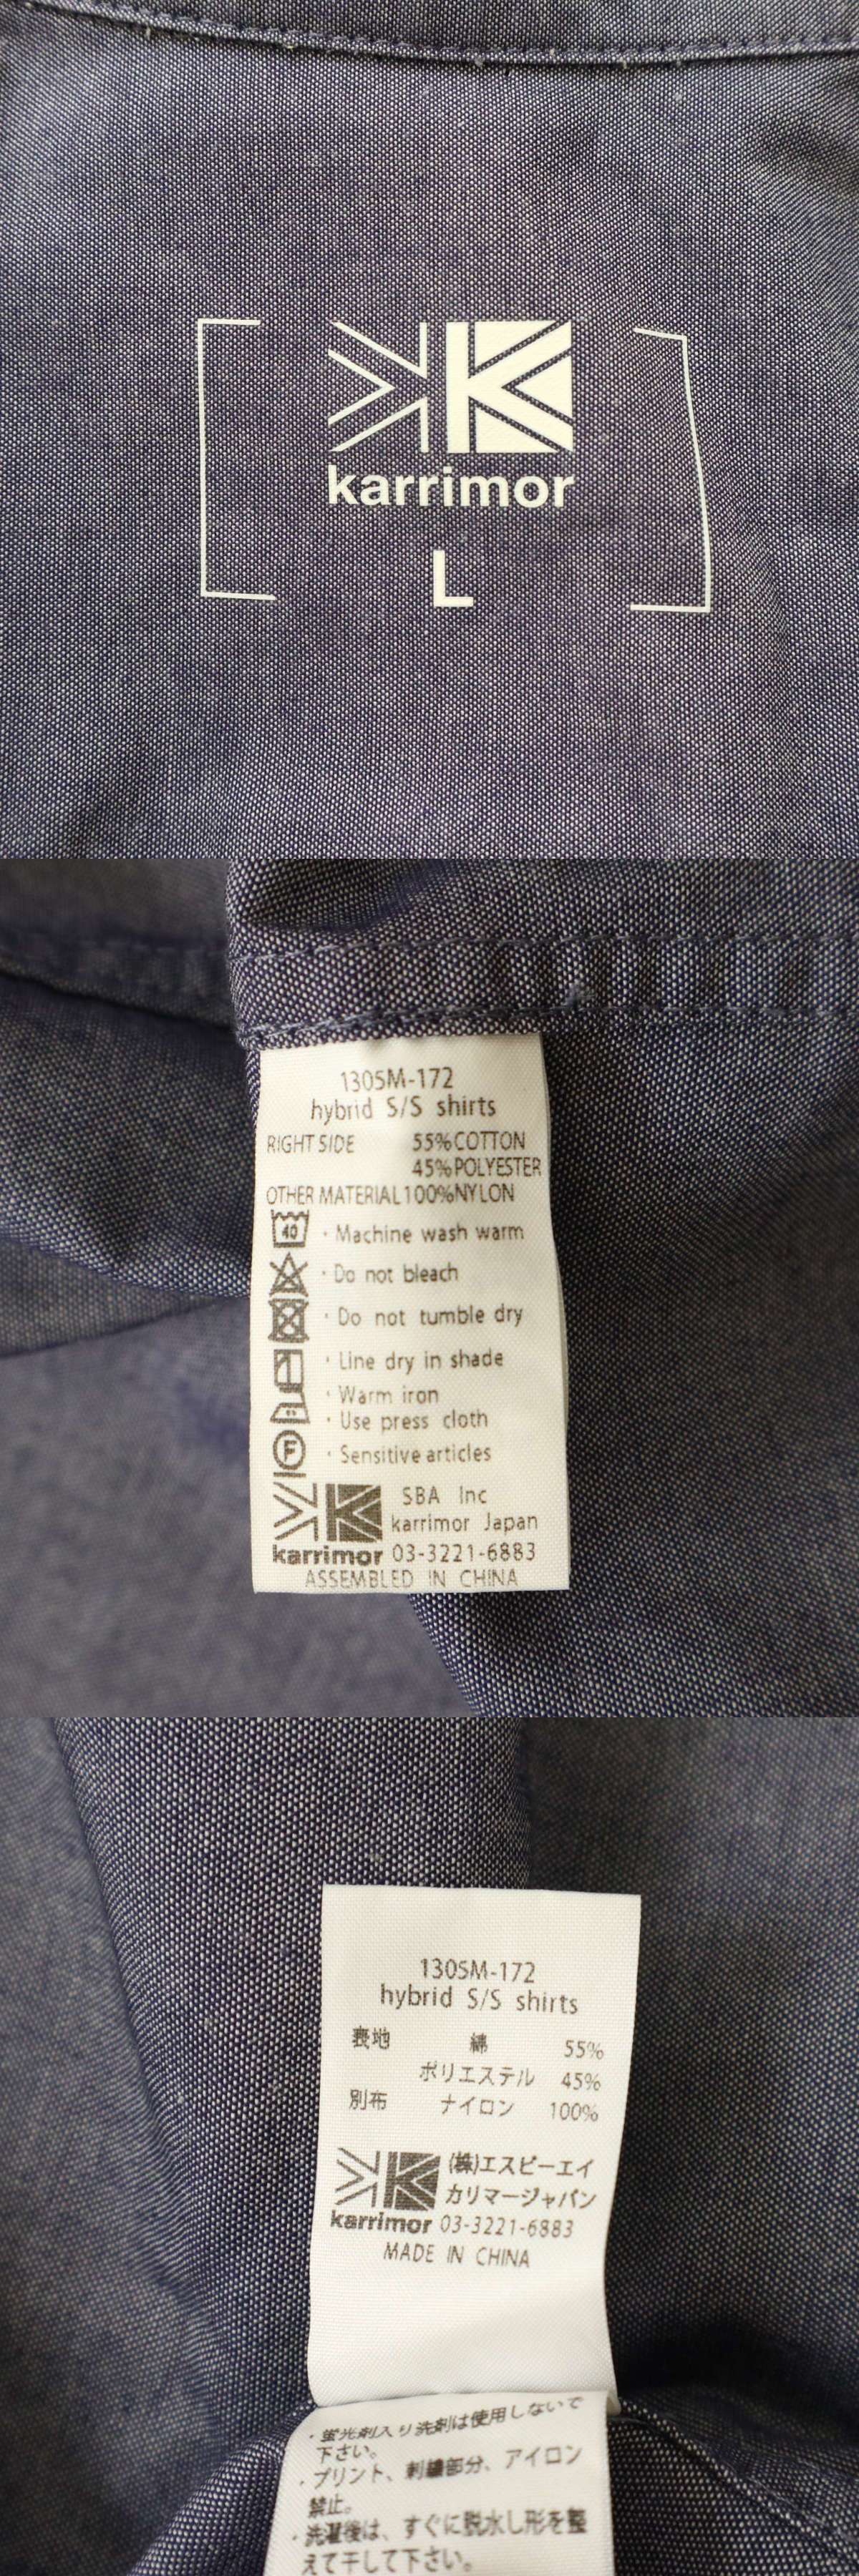 karrimor
L
1305M-172
hybrid S/S shirts
RIGHT SIDE 55%COTTON
45%POLYESTER
OTHER MATERIAL100%NYLON
40 ・Machine wash warm
・Do not bleach
・Do not tumble dry
・Line dry in shade
・Warm iron
・Use press cloth
F ・Sensitive articles
SBA Inc
karrimor Japan
karrimor 03-3221-6883
ASSEMBLED IN CHINA
1305M-172
hybrid S/S shirts
表地 綿 55%
ポリエステル 45%
別布 ナイロン 100%
(株)エスビーエイ
カリマージャパン
karrimor 03-3221-6883
MADE IN CHINA
・蛍光剤入り洗剤は使用しないで
下さい。
・プリント、刺繍部分、アイロン
禁止。
・洗濯後は、すぐに脱水し形を整
えて干して下さい。